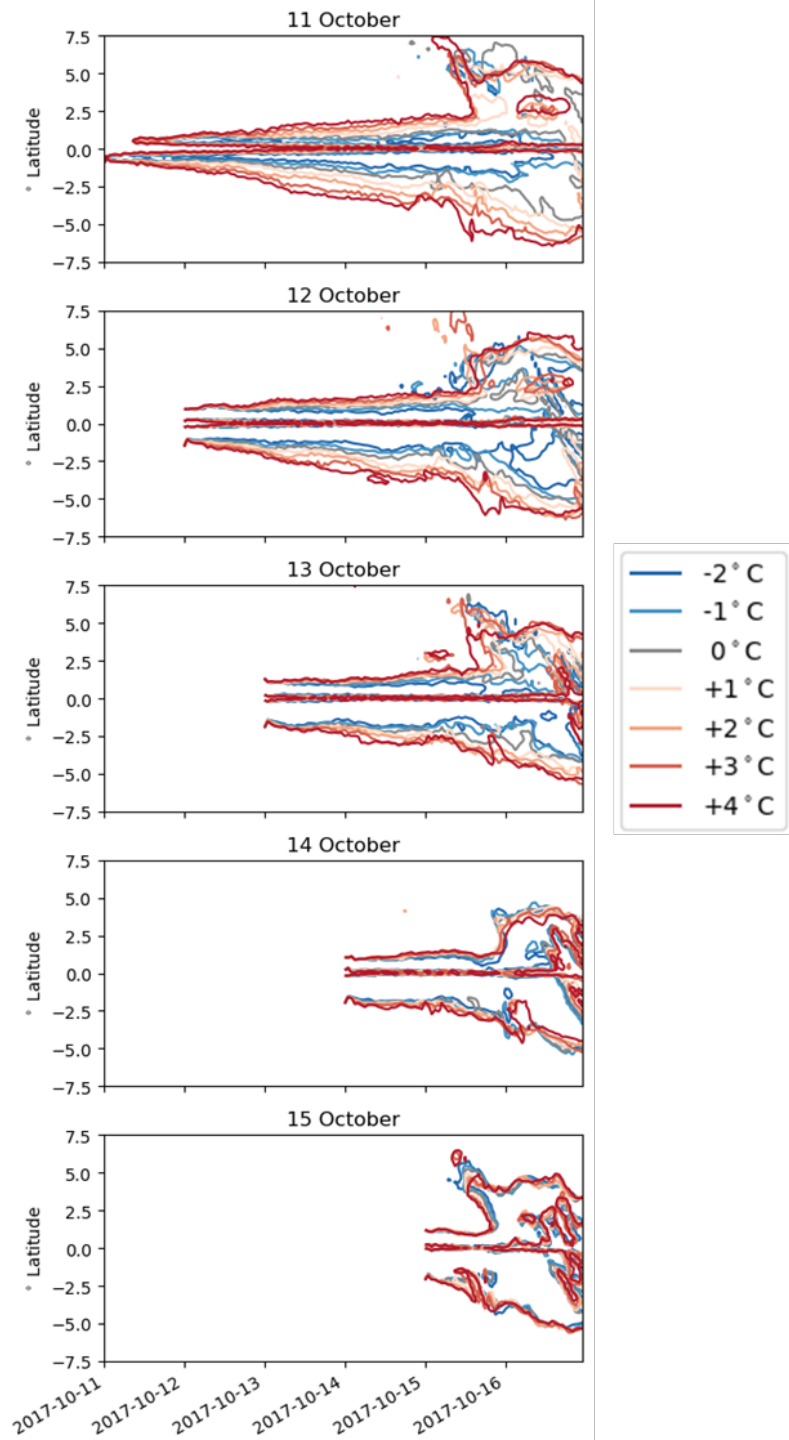 11 October
7.5
5.0
2.5
0.0
−2.5
−5.0
−7.5
° Latitude
12 October
7.5
5.0
2.5
0.0
−2.5
−5.0
−7.5
° Latitude
13 October
7.5
5.0
2.5
0.0
−2.5
−5.0
−7.5
° Latitude
-2°C
-1°C
0°C
+1°C
+2°C
+3°C
+4°C
14 October
7.5
5.0
2.5
0.0
−2.5
−5.0
−7.5
° Latitude
15 October
7.5
5.0
2.5
0.0
−2.5
−5.0
−7.5
° Latitude
2017-10-11
2017-10-12
2017-10-13
2017-10-14
2017-10-15
2017-10-16